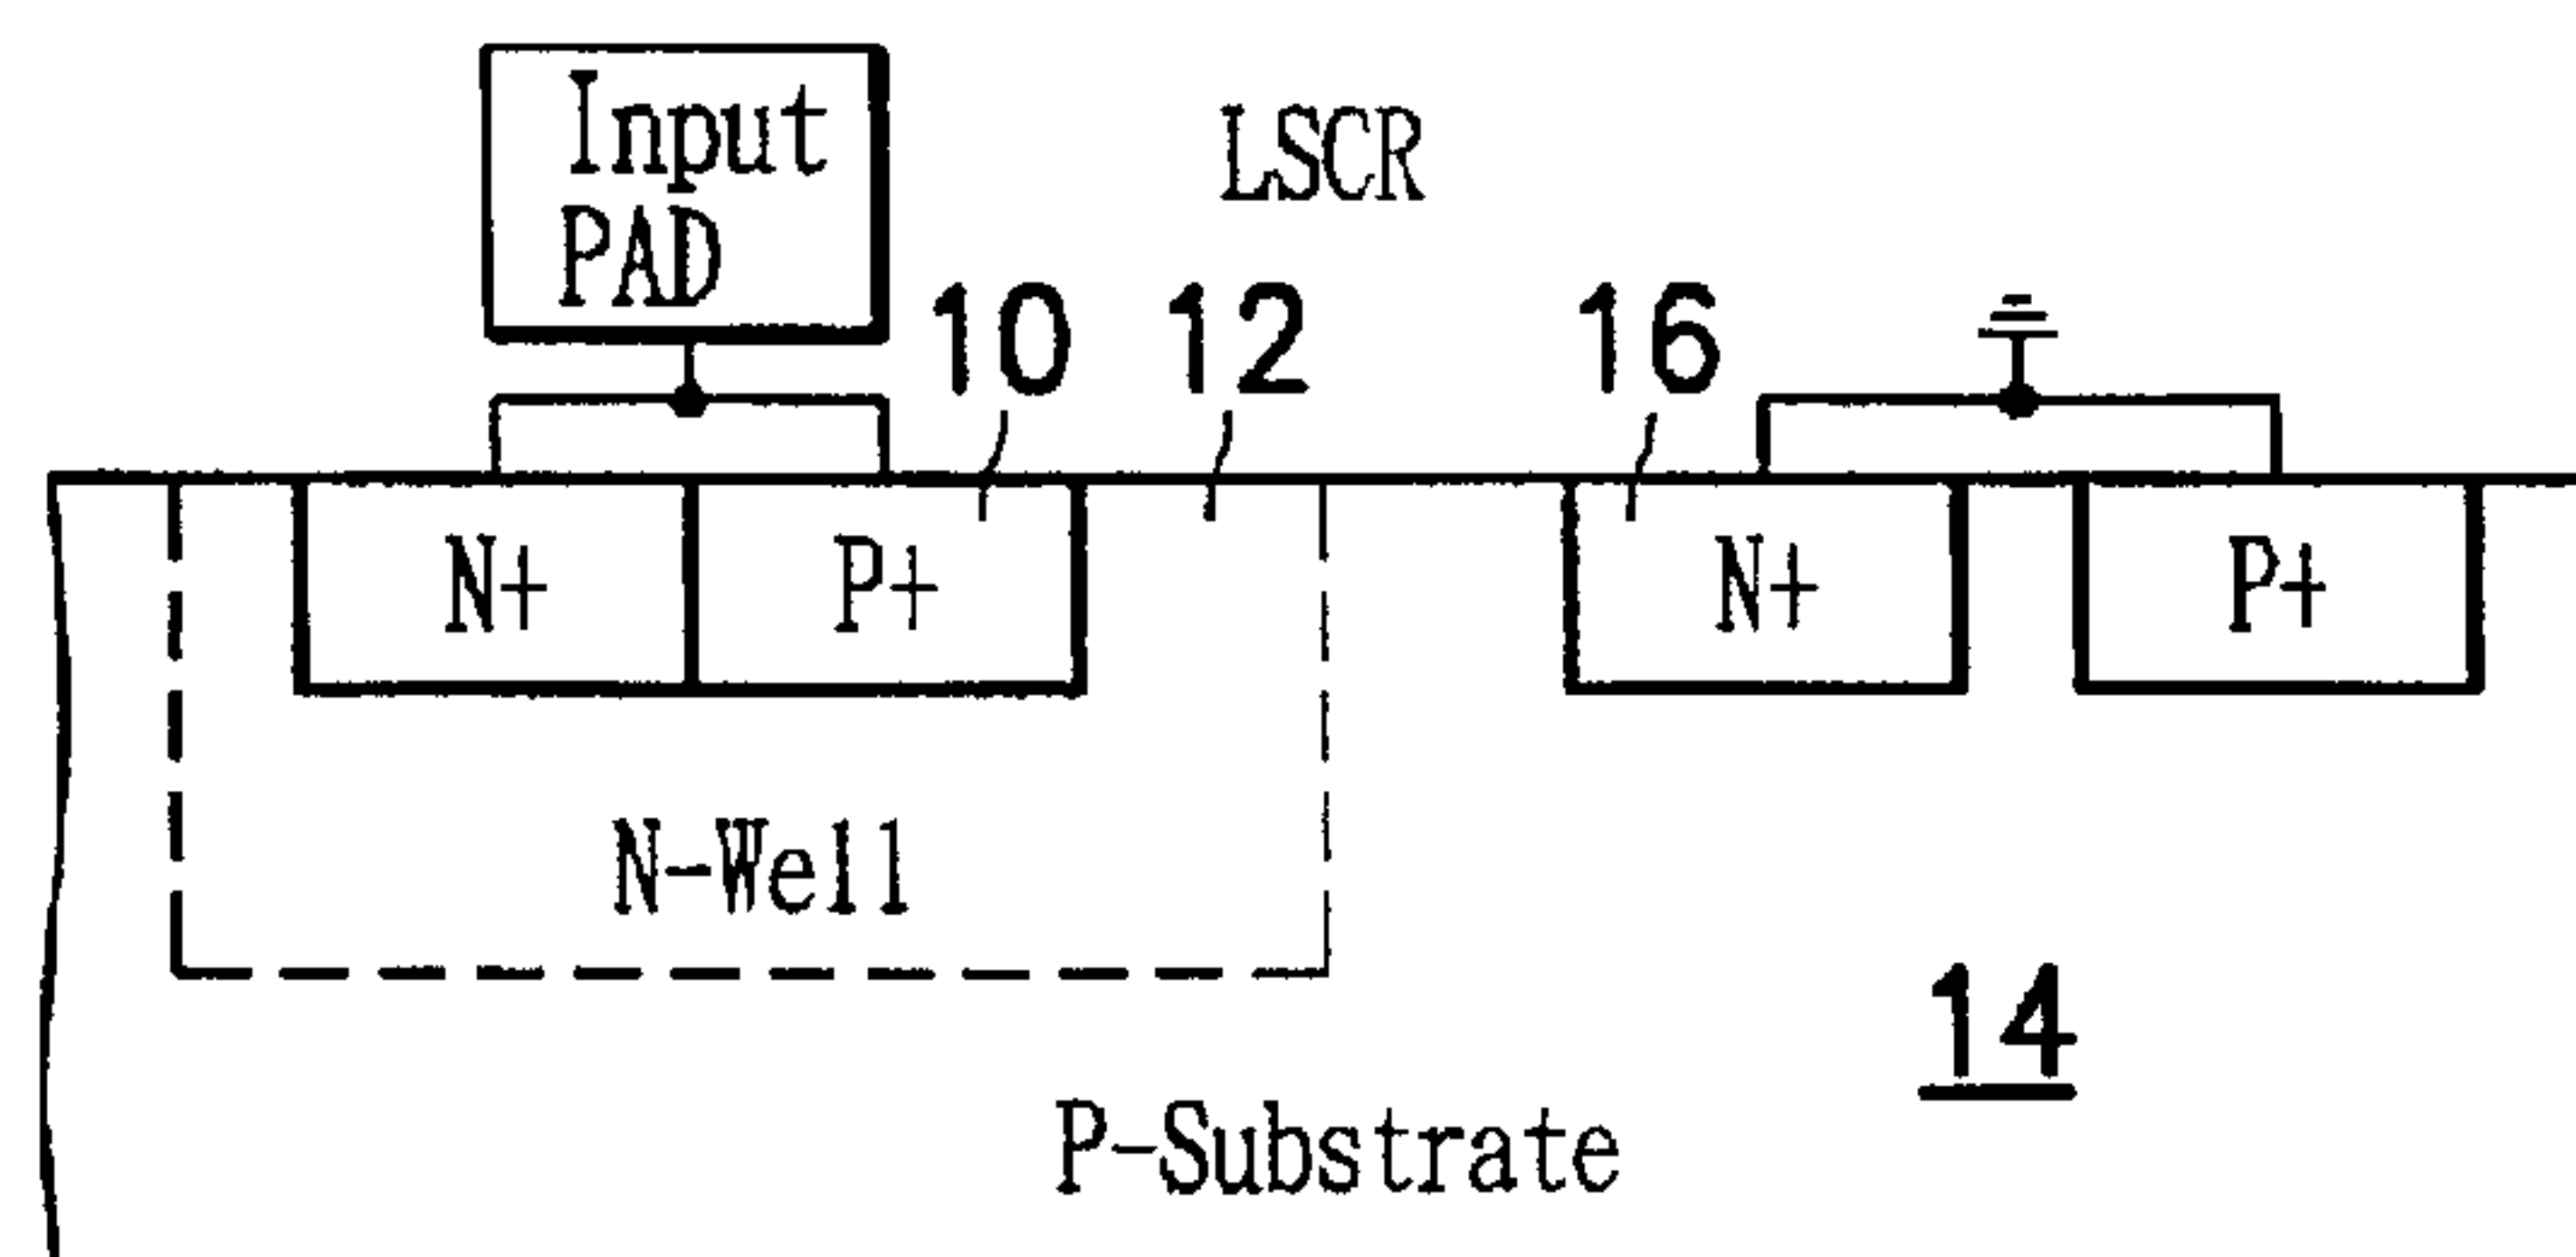 Input
PAD
LSCR
10
12
16
N+
P+
N+
P+
N-Well
14
P-Substrate